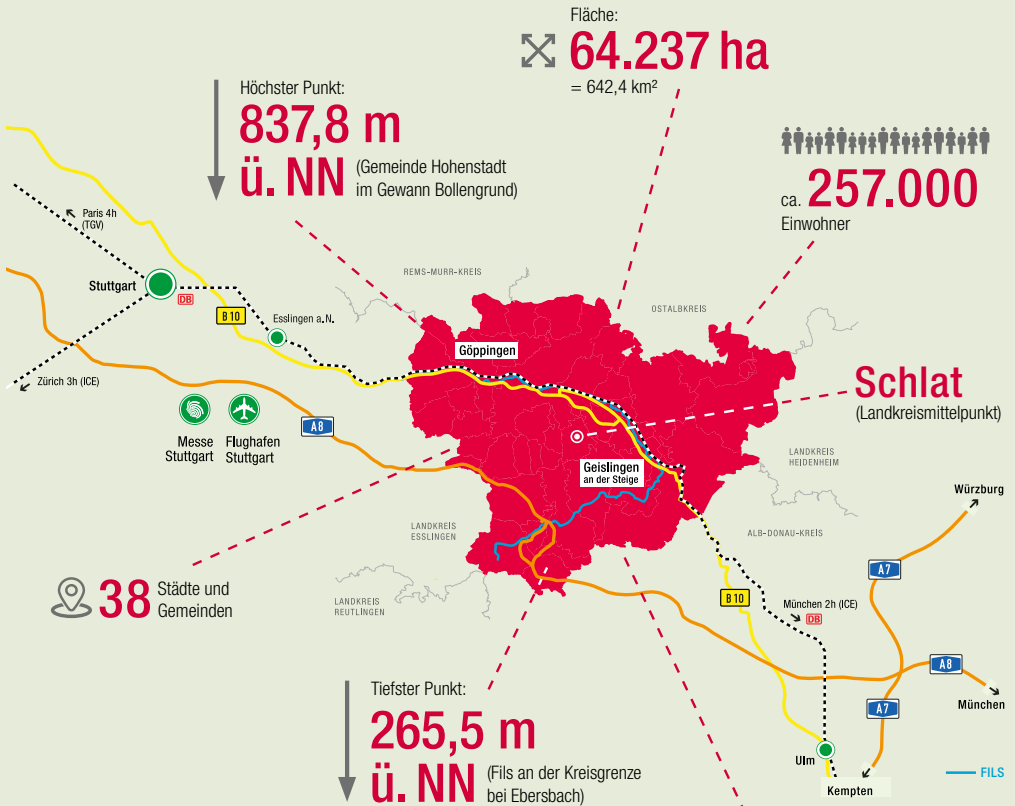 Fläche:
64.237 ha
= 642,4 km²
Höchster Punkt:
837,8 m
ü. NN (Gemeinde Hohenstadt
im Gewann Bollengrund)
ca. 257.000
Einwohner
Paris 4h
(TGV)
Stuttgart
DB
B 10
Esslingen a.N.
REMS-MURR-KREIS
OSTALBKREIS
Göppingen
Zürich 3h (ICE)
Messe
Stuttgart
Flughafen
Stuttgart
A8
Schlat
(Landkreismittelpunkt)
Geislingen
an der Steige
LANDKREIS
HEIDENHEIM
LANDKREIS
ESSLINGEN
ALB-DONAU-KREIS
Würzburg
38 Städte und
Gemeinden
LANDKREIS
REUTLINGEN
A7
B 10
München 2h (ICE)
DB
A8
München
A7
Tiefster Punkt:
265,5 m
ü. NN (Fils an der Kreisgrenze
bei Ebersbach)
Ulm
Kempten
FILS